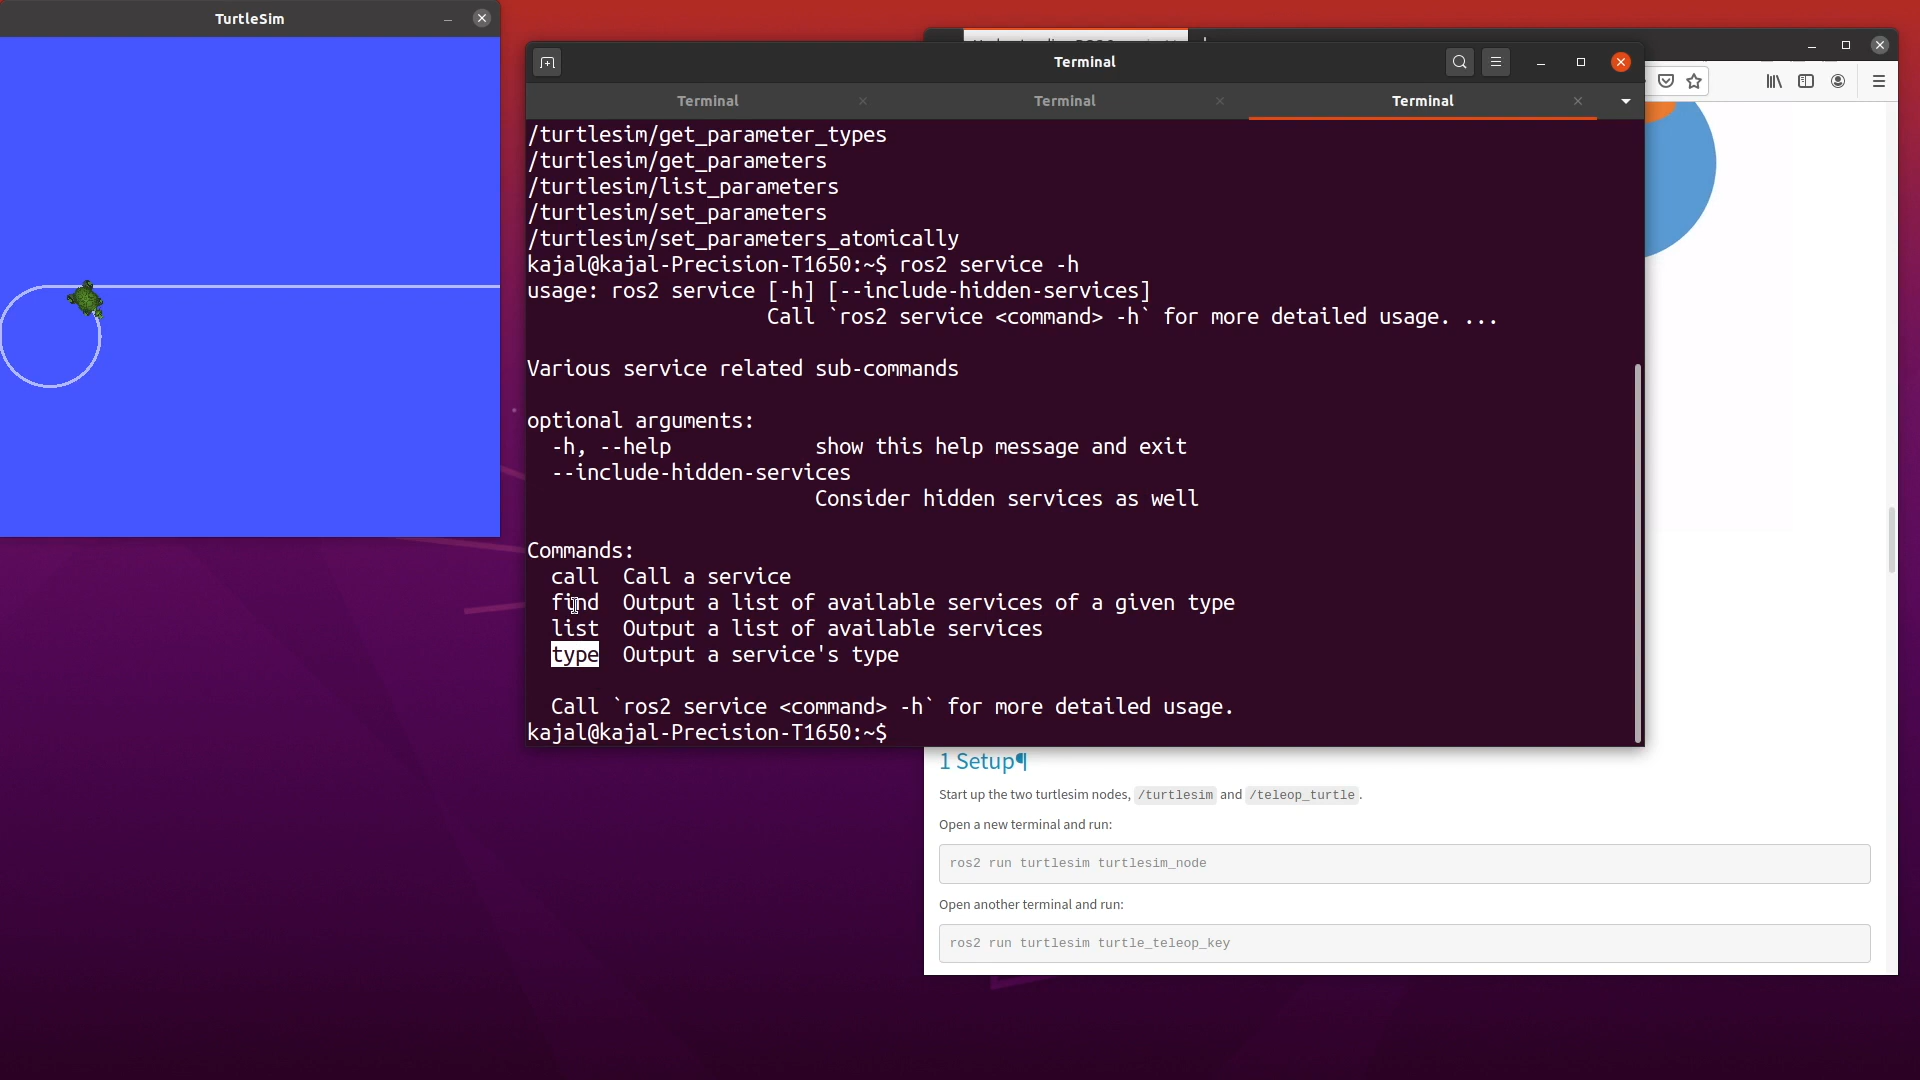 TurtleSim
Terminal
Terminal
Terminal
Terminal
/turtlesim/get_parameter_types
/turtlesim/get_parameters
/turtlesim/list_parameters
/turtlesim/set_parameters
/turtlesim/set_parameters_atomically
kajal@kajal-Precision-T1650:~$ ros2 service -h
usage: ros2 service [-h] [--include-hidden-services]
Call `ros2 service <command> -h` for more detailed usage. ...
Various service related sub-commands
optional arguments:
-h, --help show this help message and exit
--include-hidden-services
Consider hidden services as well
Commands:
call Call a service
find Output a list of available services of a given type
list Output a list of available services
type Output a service's type
Call `ros2 service <command> -h` for more detailed usage.
kajal@kajal-Precision-T1650:~$
1 Setup¶
Start up the two turtlesim nodes, /turtlesim and /teleop_turtle.
Open a new terminal and run:
ros2 run turtlesim turtlesim_node
Open another terminal and run:
ros2 run turtlesim turtle_teleop_key